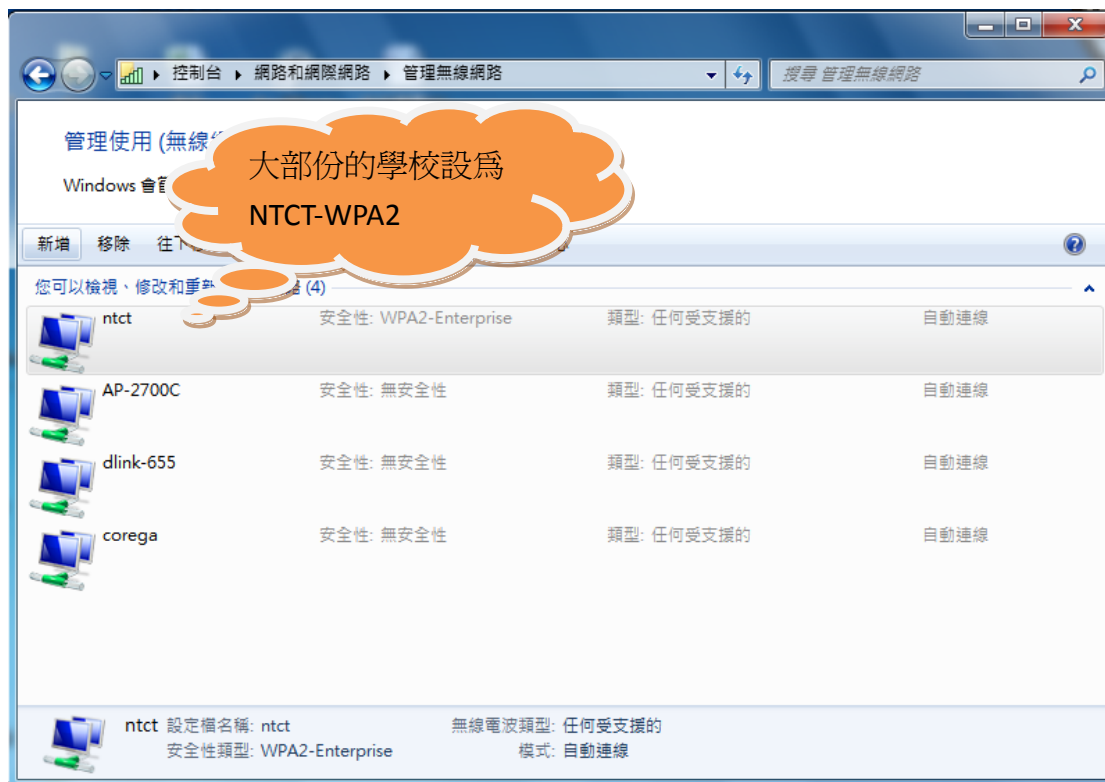 控制台 ▸ 網路和網際網路 ▸ 管理無線網路
搜尋 管理無線網路
管理使用 (無線
大部份的學校設為
NTCT-WPA2
Windows 會
新增 移除 往下
您可以檢視、修改和重新 (4)
ntct 安全性: WPA2-Enterprise 類型: 任何受支援的 自動連線
AP-2700C 安全性: 無安全性 類型: 任何受支援的 自動連線
dlink-655 安全性: 無安全性 類型: 任何受支援的 自動連線
corega 安全性: 無安全性 類型: 任何受支援的 自動連線
ntct 設定檔名稱: ntct 無線電波類型: 任何受支援的
安全性類型: WPA2-Enterprise 模式: 自動連線